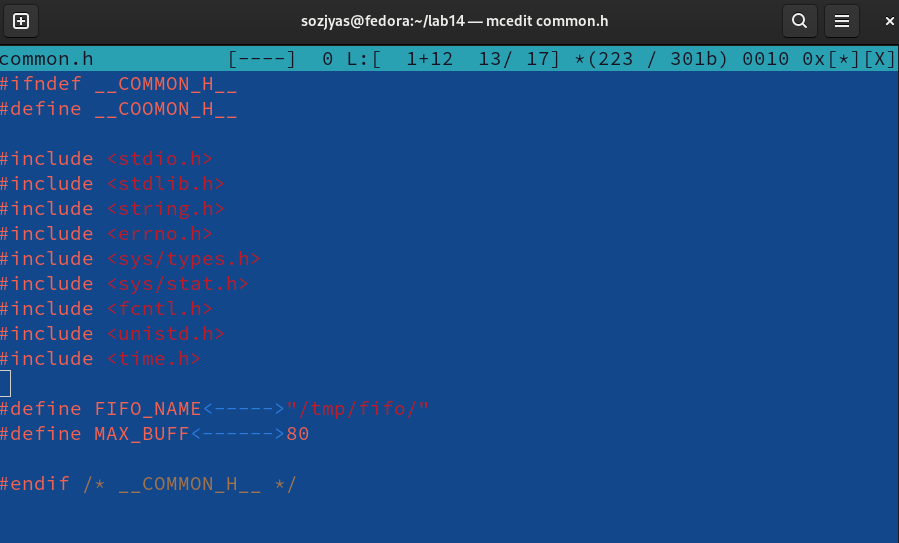 sozjyas@fedora:~/lab14 — mcedit common.h
common.h [----] 0 L:[ 1+12 13/ 17] *(223 / 301b) 0010 0x[*][X]
#ifndef __COMMON_H__
#define __COOMON_H__
#include <stdio.h>
#include <stdlib.h>
#include <string.h>
#include <errno.h>
#include <sys/types.h>
#include <sys/stat.h>
#include <fcntl.h>
#include <unistd.h>
#include <time.h>
#define FIFO_NAME<----->"/tmp/fifo/"
#define MAX_BUFF<------>80
#endif /* __COMMON_H__ */